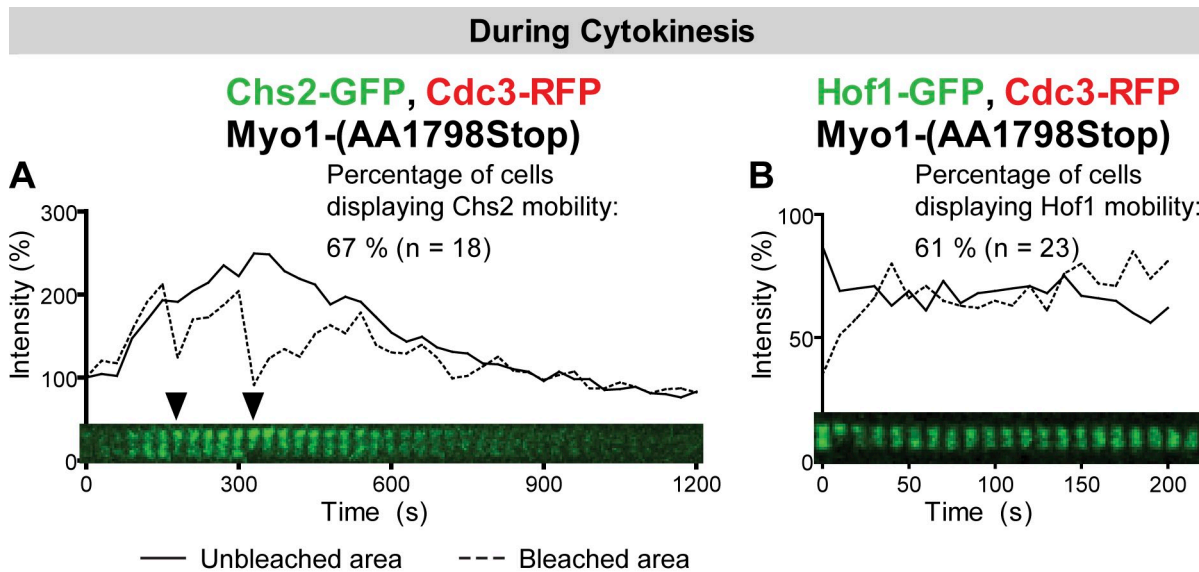 During Cytokinesis
Chs2-GFP, Cdc3-RFP
Myo1-(AA1798Stop)
A
Percentage of cells
displaying Chs2 mobility:
67 % (n = 18)
Intensity (%)
300
200
100
0
0 300 600 900 1200
Time (s)
Hof1-GFP, Cdc3-RFP
Myo1-(AA1798Stop)
B
Percentage of cells
displaying Hof1 mobility:
61 % (n = 23)
Intensity (%)
100
50
0
0 50 100 150 200
Time (s)
Unbleached area Bleached area